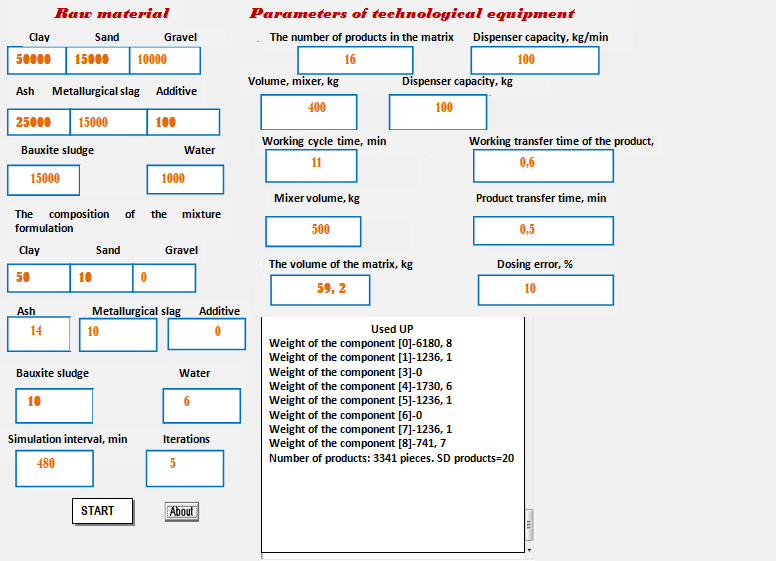 Raw material
Clay Sand Gravel
50000 15000 10000
Ash Metallurgical slag Additive
25000 15000 100
Bauxite sludge Water
15000 1000
The composition of the mixture
formulation
Clay Sand Gravel
50 10 0
Ash Metallurgical slag Additive
14 10 0
Bauxite sludge Water
10 6
Simulation interval, min Iterations
480 5
START About
Parameters of technological equipment
The number of products in the matrix Dispenser capacity, kg/min
16 100
Volume, mixer, kg Dispenser capacity, kg
400 100
Working cycle time, min Working transfer time of the product,
11 0,6
Mixer volume, kg Product transfer time, min
500 0,5
The volume of the matrix, kg Dosing error, %
59, 2 10
Used UP
Weight of the component [0]-6180, 8
Weight of the component [1]-1236, 1
Weight of the component [3]-0
Weight of the component [4]-1730, 6
Weight of the component [5]-1236, 1
Weight of the component [6]-0
Weight of the component [7]-1236, 1
Weight of the component [8]-741, 7
Number of products: 3341 pieces. SD products=20